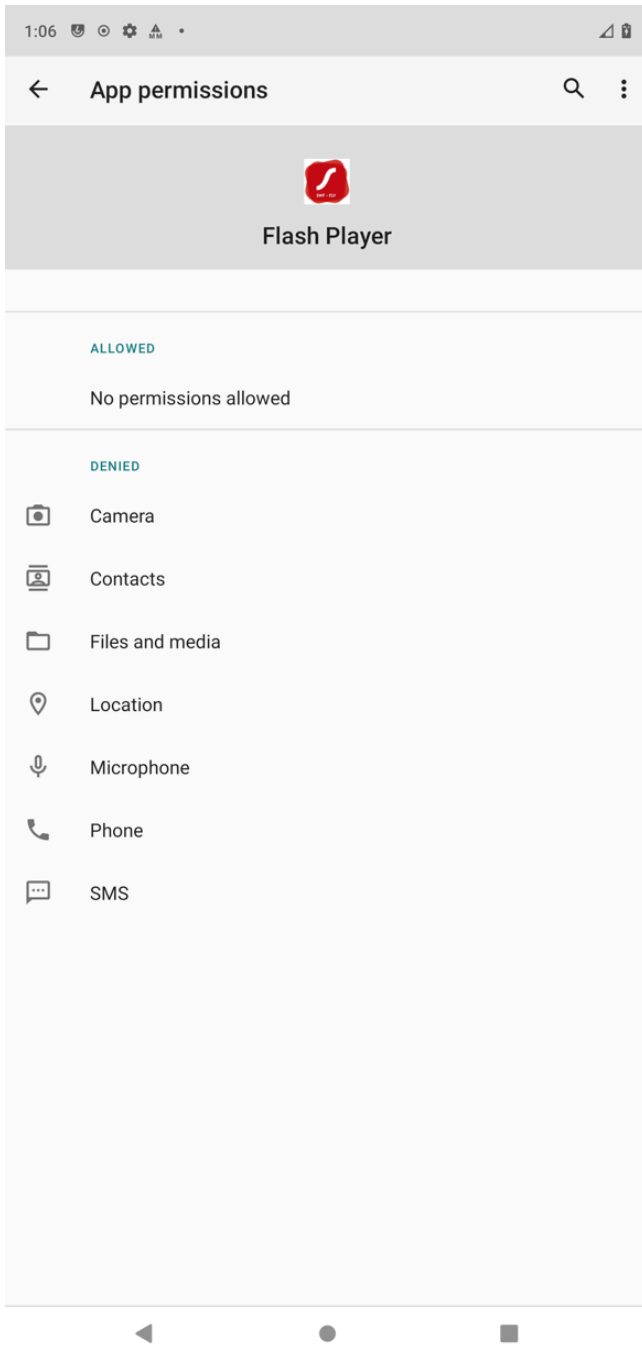 1:06
App permissions
Flash Player
ALLOWED
No permissions allowed
DENIED
Camera
Contacts
Files and media
Location
Microphone
Phone
SMS